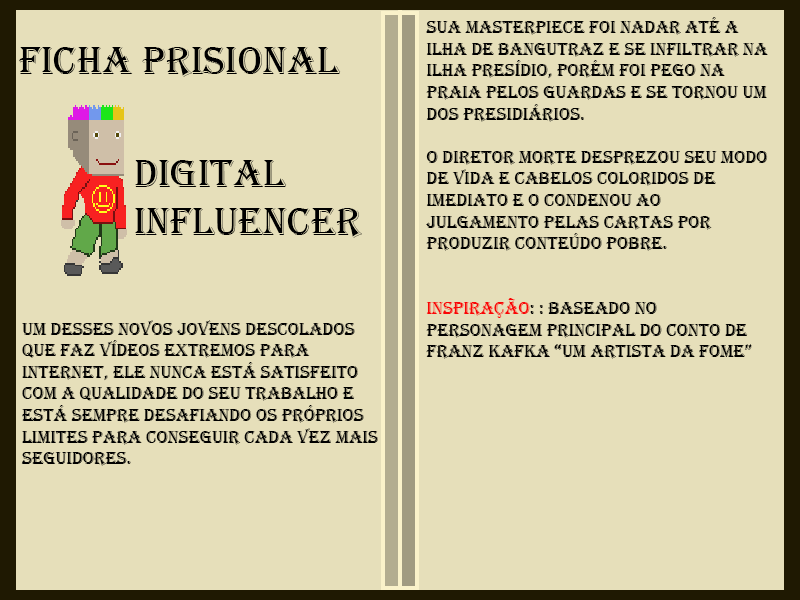 FICHA PRISIONAL
DIGITAL
INFLUENCER
UM DESSES NOVOS JOVENS DESCOLADOS
QUE FAZ VÍDEOS EXTREMOS PARA
INTERNET, ELE NUNCA ESTÁ SATISFEITO
COM A QUALIDADE DO SEU TRABALHO E
ESTÁ SEMPRE DESAFIANDO OS PRÓPRIOS
LIMITES PARA CONSEGUIR CADA VEZ MAIS
SEGUIDORES.
SUA MASTERPIECE FOI NADAR ATÉ A
ILHA DE BANGUTRAZ E SE INFILTRAR NA
ILHA PRESÍDIO, PORÉM FOI PEGO NA
PRAIA PELOS GUARDAS E SE TORNOU UM
DOS PRESIDIÁRIOS.
O DIRETOR MORTE DESPREZOU SEU MODO
DE VIDA E CABELOS COLORIDOS DE
IMEDIATO E O CONDENOU AO
JULGAMENTO PELAS CARTAS POR
PRODUZIR CONTEÚDO POBRE.
INSPIRAÇÃO: : BASEADO NO
PERSONAGEM PRINCIPAL DO CONTO DE
FRANZ KAFKA “UM ARTISTA DA FOME”